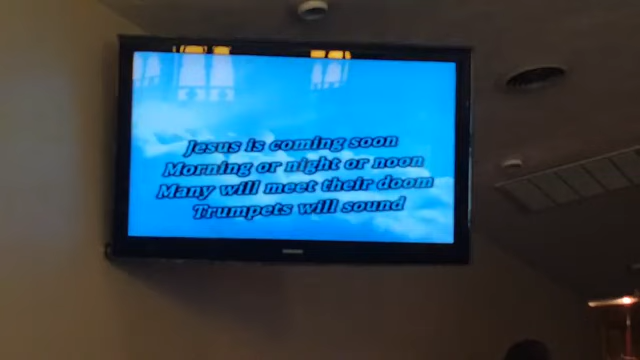 Jesus is coming soon
Morning or night or noon
Many will meet their doom
Trumpets will sound